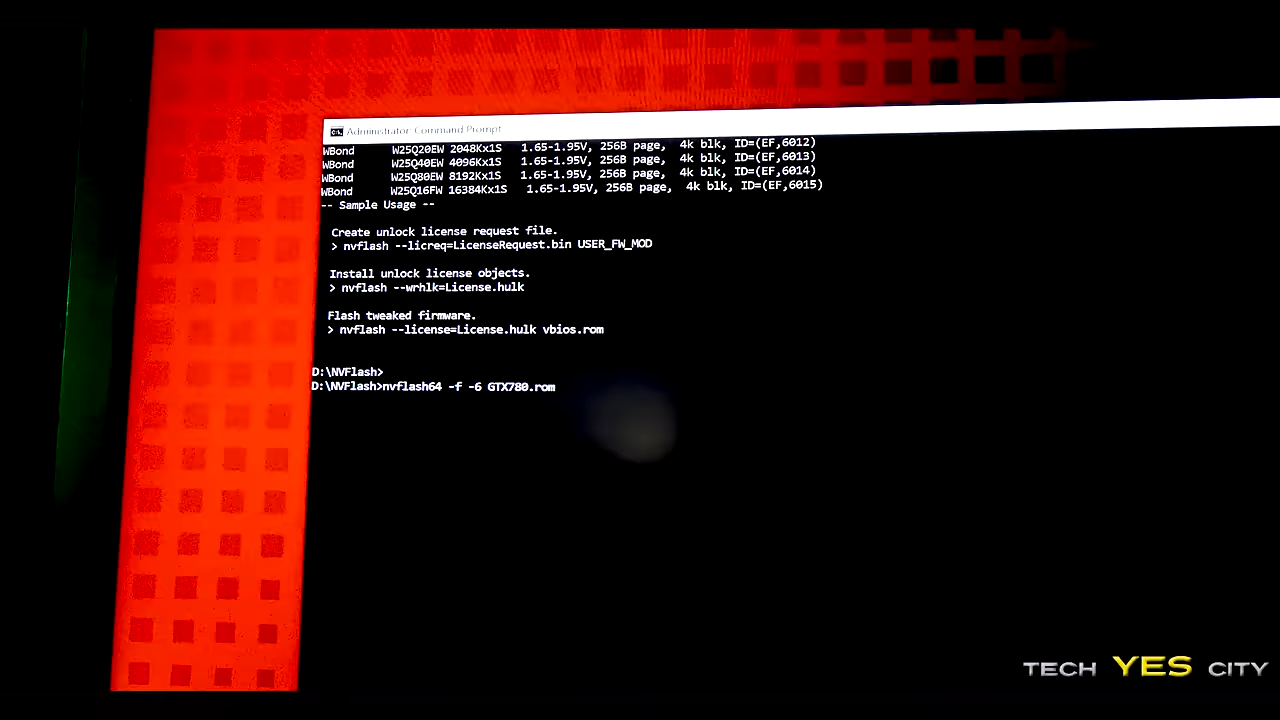 Administrator: Command Prompt
WBond W25Q20EW 2048Kx1S 1.65-1.95V, 256B page, 4k blk, ID=(EF,6012)
WBond W25Q40EW 4096Kx1S 1.65-1.95V, 256B page, 4k blk, ID=(EF,6013)
WBond W25Q80EW 8192Kx1S 1.65-1.95V, 256B page, 4k blk, ID=(EF,6014)
WBond W25Q16FW 16384Kx1S 1.65-1.95V, 256B page, 4k blk, ID=(EF,6015)
-- Sample Usage --
Create unlock license request file.
> nvflash --licreq=LicenseRequest.bin USER_FW_MOD
Install unlock license objects.
> nvflash --wrhlk=License.hulk
Flash tweaked firmware.
> nvflash --license=License.hulk vbios.rom
D:\NVFlash>
D:\NVFlash>nvflash64 -f -6 GTX780.rom
TECH YES CITY